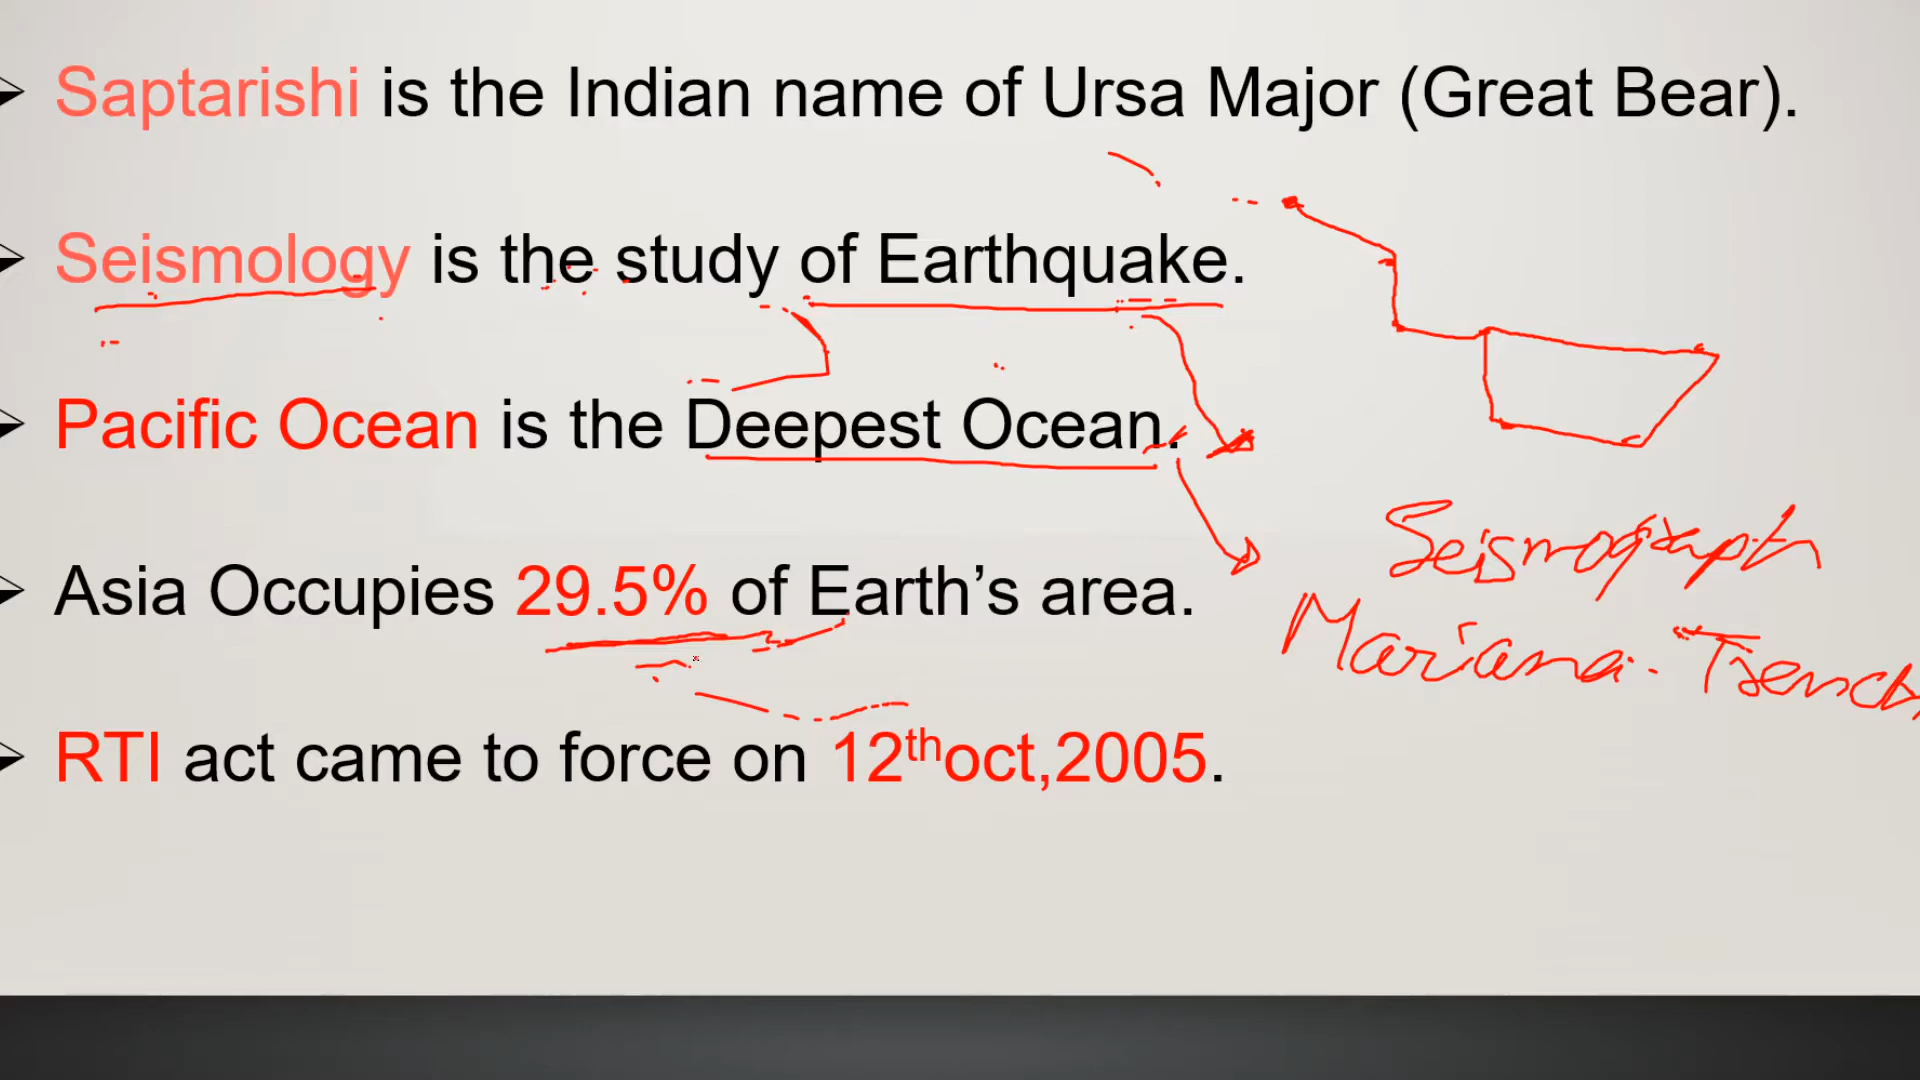 Saptarishi is the Indian name of Ursa Major (Great Bear).
Seismology is the study of Earthquake.
Pacific Ocean is the Deepest Ocean.
Seismograph
Asia Occupies 29.5% of Earth's area.
Mariana Trench
RTI act came to force on 12thoct,2005.